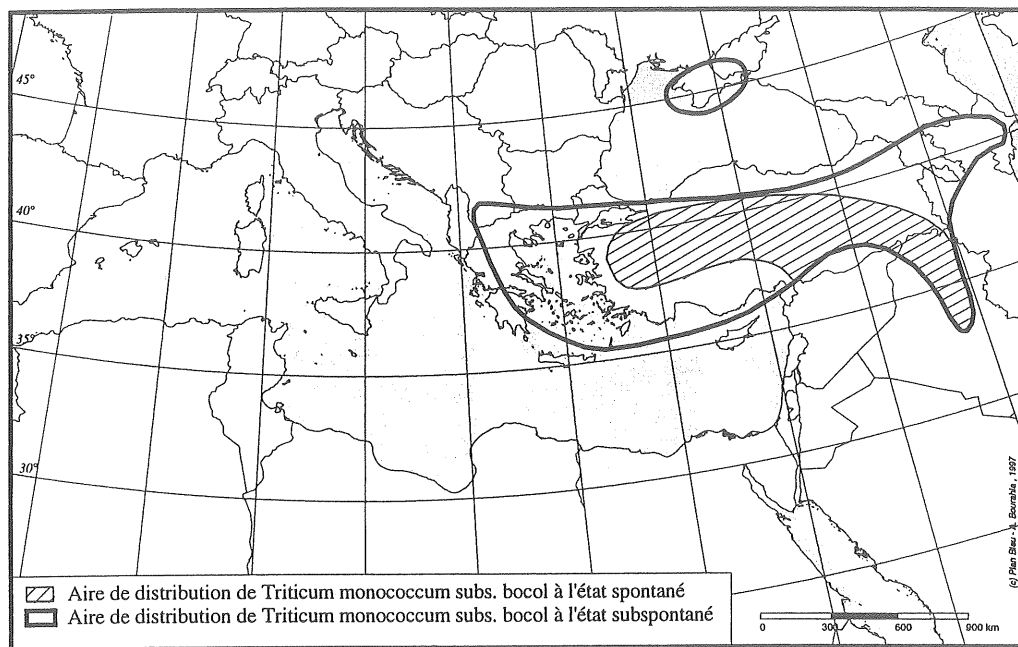 45°
40°
35°
30°
Aire de distribution de Triticum monococcum subs. bocol à l'état spontané
Aire de distribution de Triticum monococcum subs. bocol à l'état subspontané
0 300 600 900 km
(c) Plan Bleu - A. Bourabia, 1997